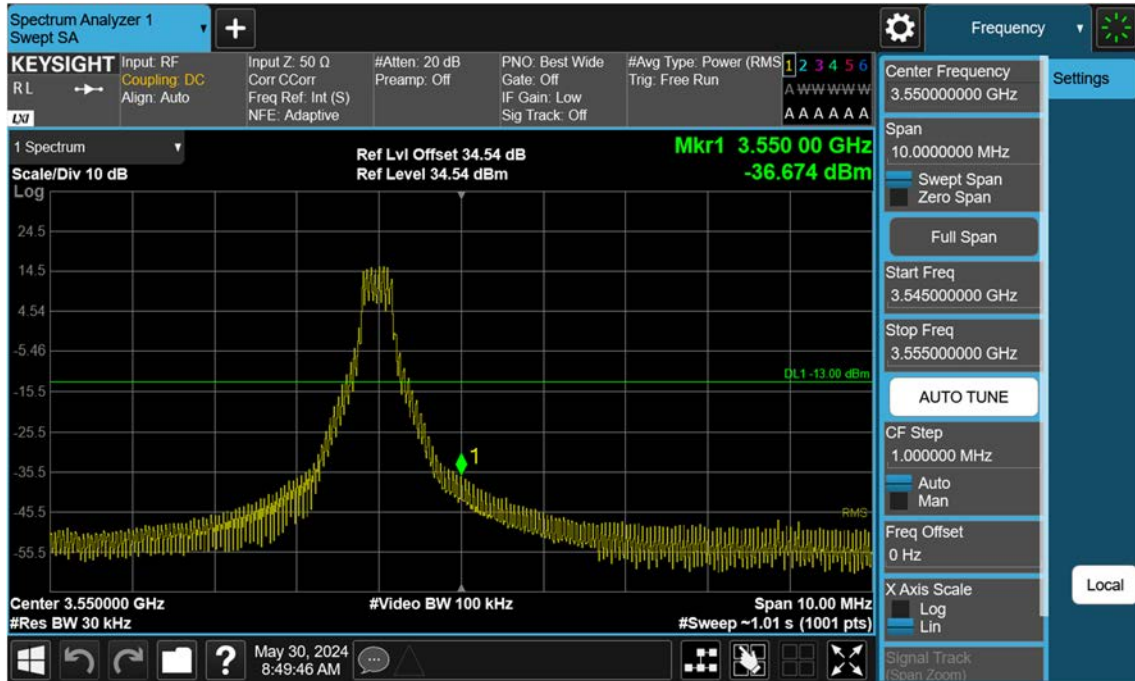 Spectrum Analyzer 1
Swept SA
Frequency
KEYSIGHT
R L
LXI
Input: RF
Coupling: DC
Align: Auto
Input Z: 50 Ω
Corr CCorr
Freq Ref: Int (S)
NFE: Adaptive
#Atten: 20 dB
Preamp: Off
PNO: Best Wide
Gate: Off
IF Gain: Low
Sig Track: Off
#Avg Type: Power (RMS
Trig: Free Run
1 2 3 4 5 6
A W W W W W
A A A A A A
1 Spectrum
Scale/Div 10 dB
Ref Lvl Offset 34.54 dB
Ref Level 34.54 dBm
Mkr1 3.550 00 GHz
-36.674 dBm
Log
24.5
14.5
4.54
-5.46
DL1 -13.00 dBm
-15.5
-25.5
1
-35.5
-45.5
RMS
-55.5
Center 3.550000 GHz
#Res BW 30 kHz
#Video BW 100 kHz
Span 10.00 MHz
#Sweep ~1.01 s (1001 pts)
Center Frequency
3.550000000 GHz
Settings
Span
10.0000000 MHz
Swept Span
Zero Span
Full Span
Start Freq
3.545000000 GHz
Stop Freq
3.555000000 GHz
AUTO TUNE
CF Step
1.000000 MHz
Auto
Man
Freq Offset
0 Hz
X Axis Scale
Log
Lin
Local
Signal Track
(Span Zoom)
?
May 30, 2024
8:49:46 AM